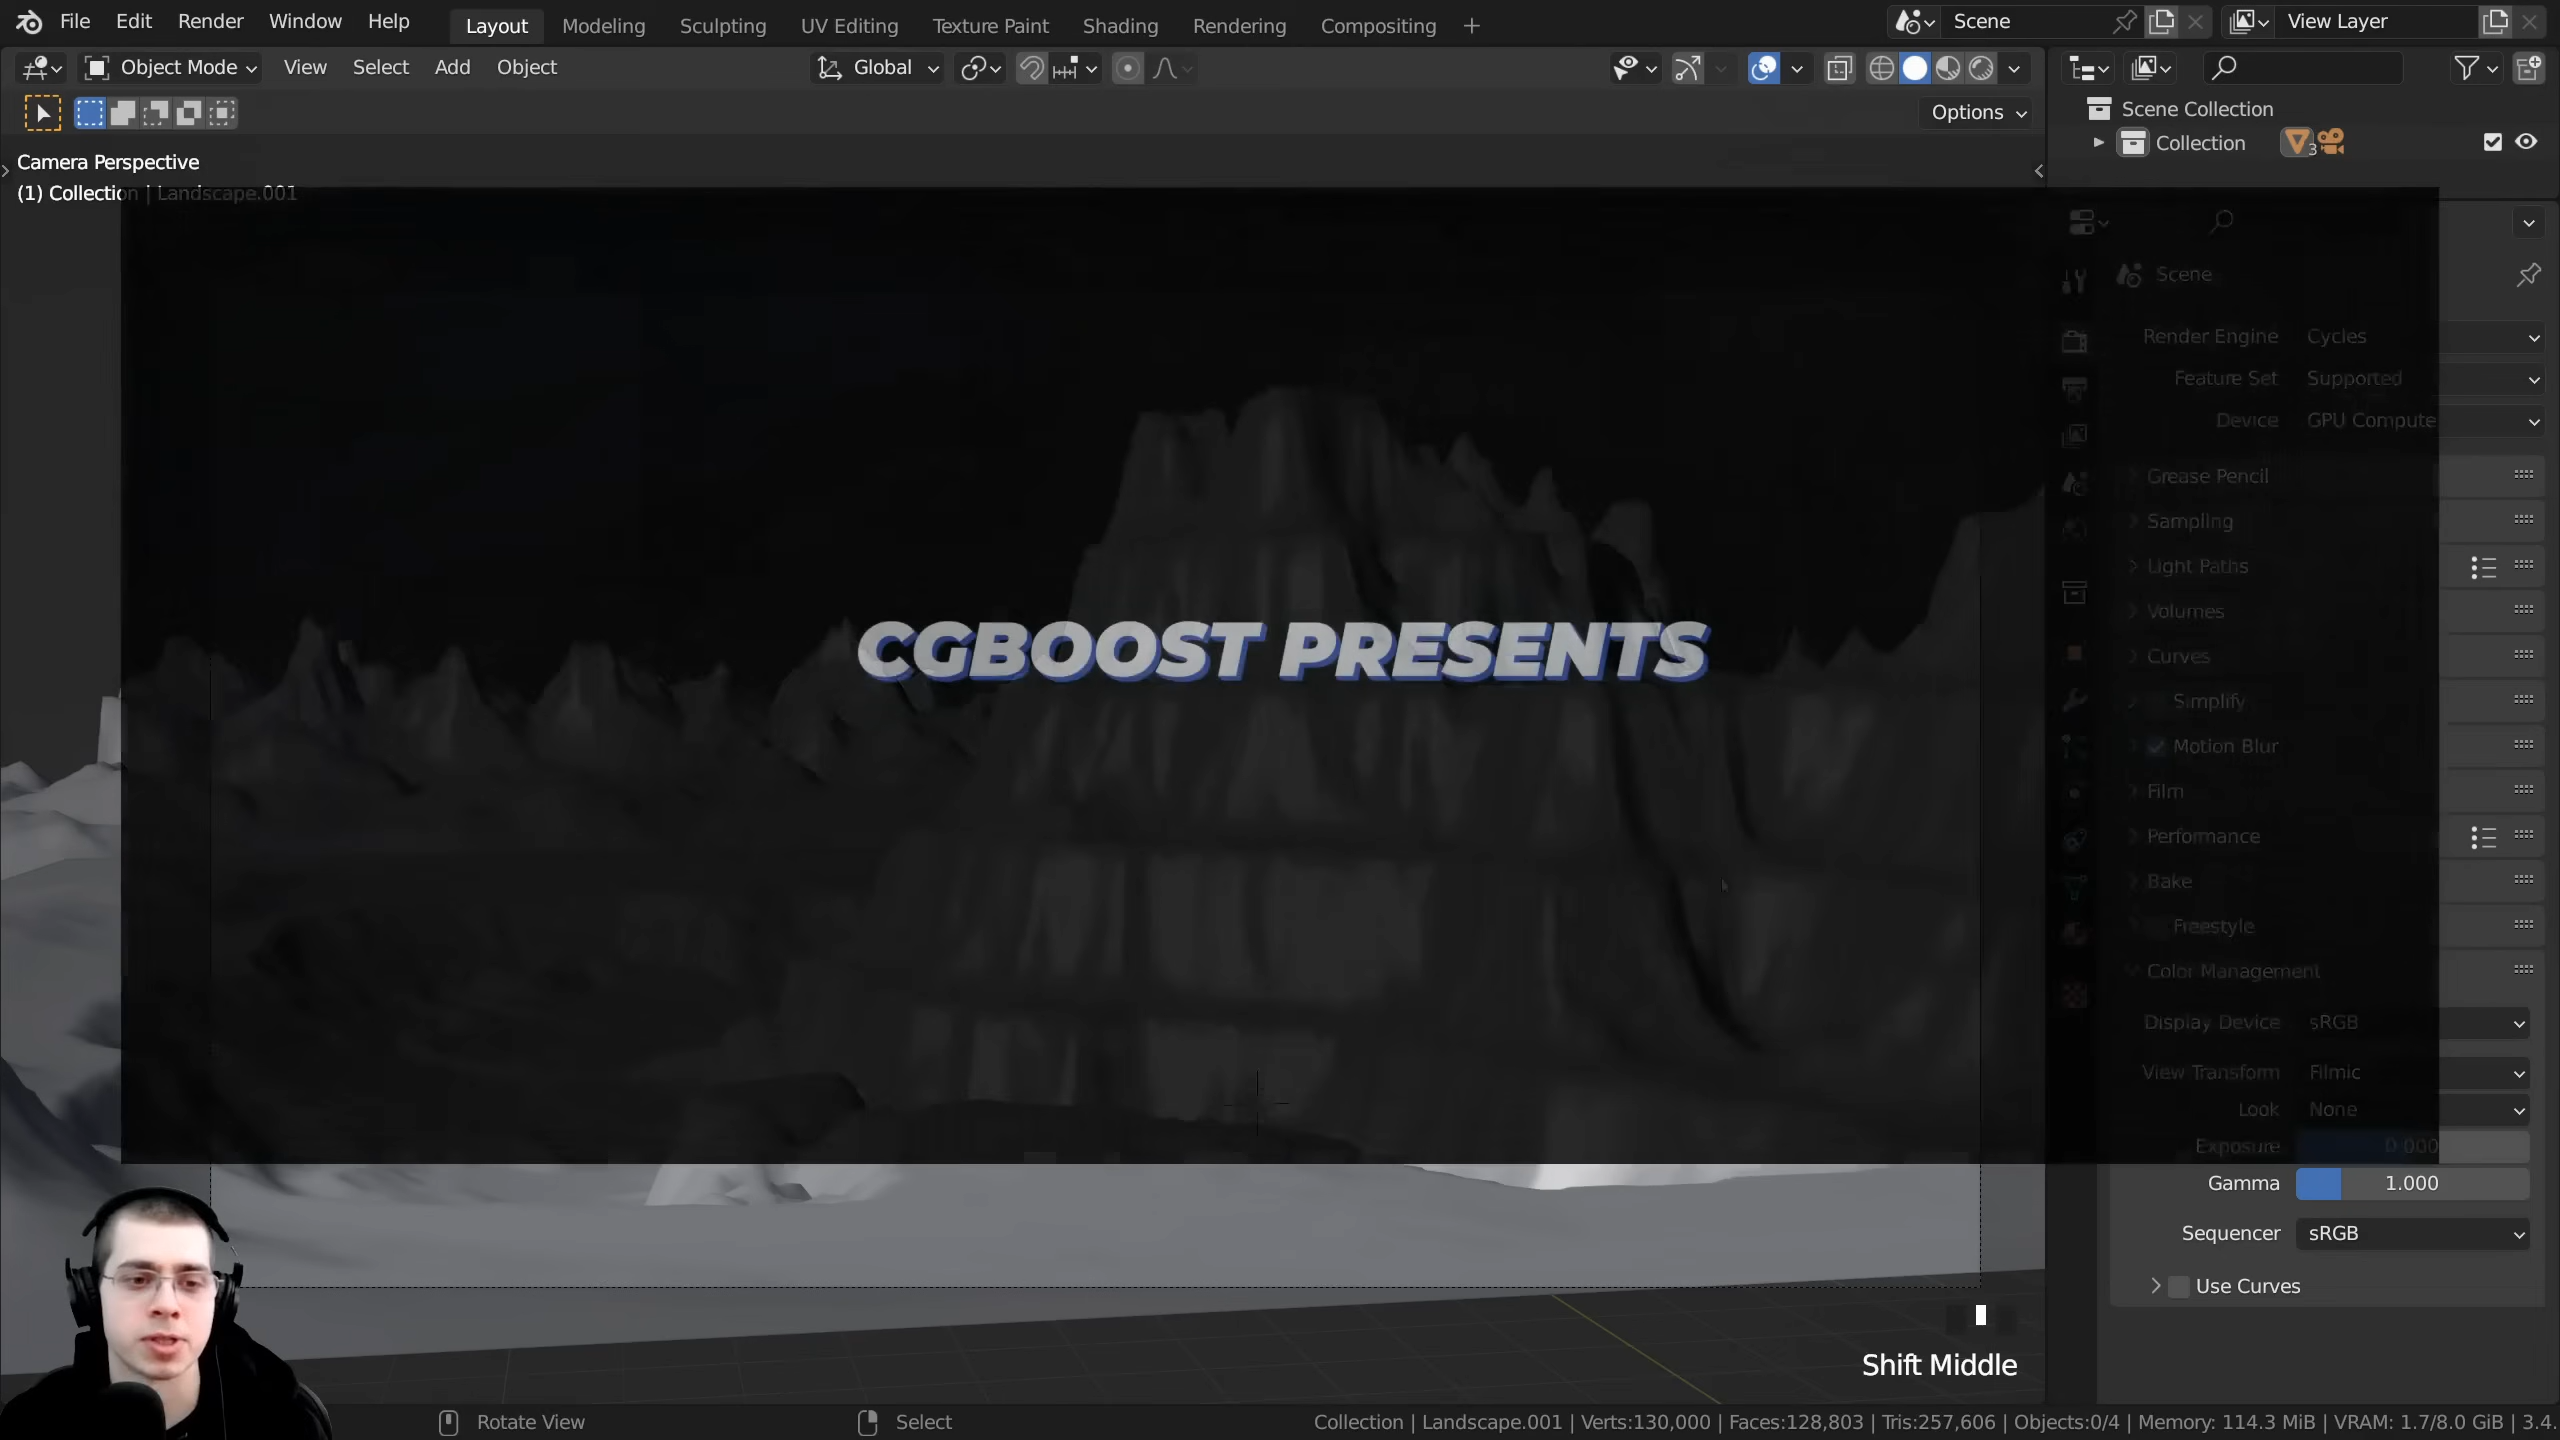 File Edit Render Window Help Layout Modeling Sculpting UV Editing Texture Paint Shading Rendering Compositing + Scene View Layer
Object Mode View Select Add Object Global
Options
Scene Collection
Collection 3
Camera Perspective
(1) Collection | Landscape.001
Scene
Render Engine Cycles
Feature Set Supported
Device GPU Compute
Grease Pencil
Sampling
Light Paths
Volumes
Curves
Simplify
Motion Blur
Film
Performance
Bake
Freestyle
Color Management
Display Device sRGB
View Transform Filmic
Look None
Exposure 0.000
Gamma 1.000
Sequencer sRGB
Use Curves
CGBOOST PRESENTS
Shift Middle
Rotate View Select Collection | Landscape.001 | Verts:130,000 | Faces:128,803 | Tris:257,606 | Objects:0/4 | Memory: 114.3 MiB | VRAM: 1.7/8.0 GiB | 3.4.